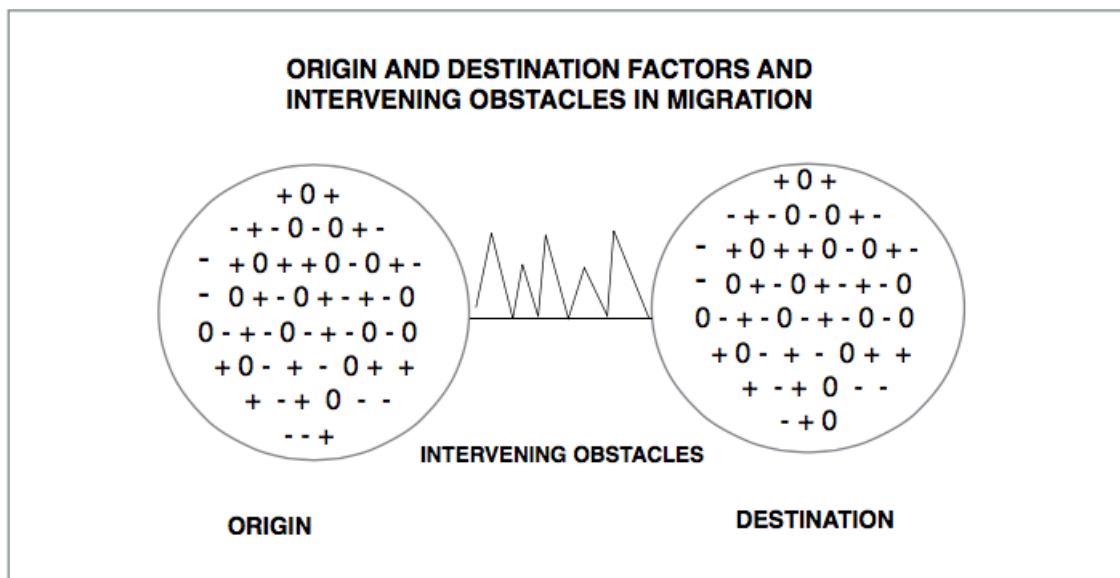 ORIGIN AND DESTINATION FACTORS AND
INTERVENING OBSTACLES IN MIGRATION
+ 0 +
- + - 0 - 0 + -
- + 0 + + 0 - 0 + -
- 0 + - 0 + - + - 0
0 - + - 0 - + - 0 - 0
+ 0 - + - 0 + +
+ - + 0 - -
- - +
+ 0 +
- + - 0 - 0 + -
- + 0 + + 0 - 0 + -
- 0 + - 0 + - + - 0
0 - + - 0 - + - 0 - 0
+ 0 - + - 0 + +
+ - + 0 - -
- + 0
INTERVENING OBSTACLES
ORIGIN
DESTINATION